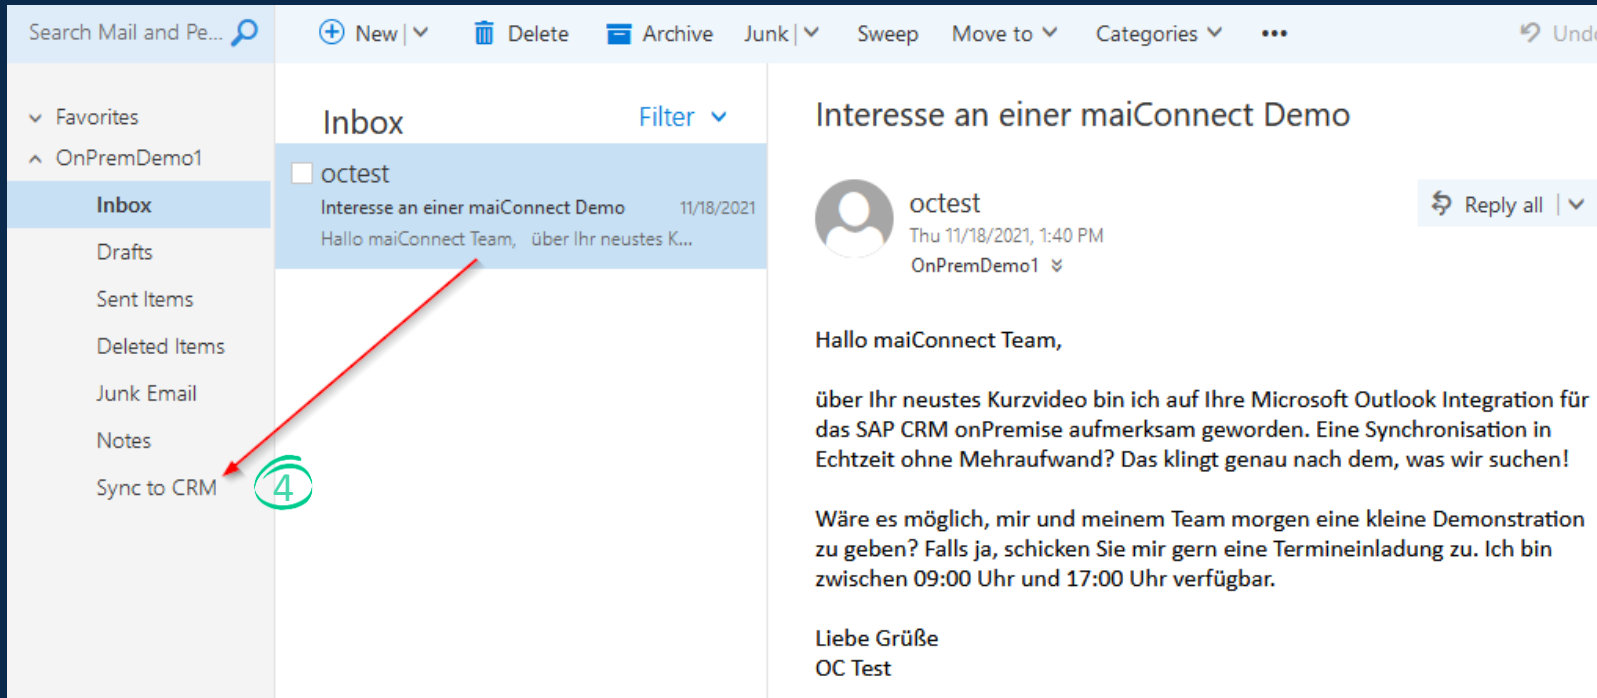 Search Mail and Pe...
New
Delete
Archive
Junk
Sweep
Move to
Categories
Favorites
OnPremDemo1
Inbox
Drafts
Sent Items
Deleted Items
Junk Email
Notes
Sync to CRM
4
Inbox
Filter
octest
Interesse an einer maiConnect Demo 11/18/2021
Hallo maiConnect Team, über Ihr neustes K...
Interesse an einer maiConnect Demo
octest
Thu 11/18/2021, 1:40 PM
OnPremDemo1
Reply all
Hallo maiConnect Team,
über Ihr neustes Kurzvideo bin ich auf Ihre Microsoft Outlook Integration für
das SAP CRM onPremise aufmerksam geworden. Eine Synchronisation in
Echtzeit ohne Mehraufwand? Das klingt genau nach dem, was wir suchen!
Wäre es möglich, mir und meinem Team morgen eine kleine Demonstration
zu geben? Falls ja, schicken Sie mir gern eine Termineinladung zu. Ich bin
zwischen 09:00 Uhr und 17:00 Uhr verfügbar.
Liebe Grüße
OC Test